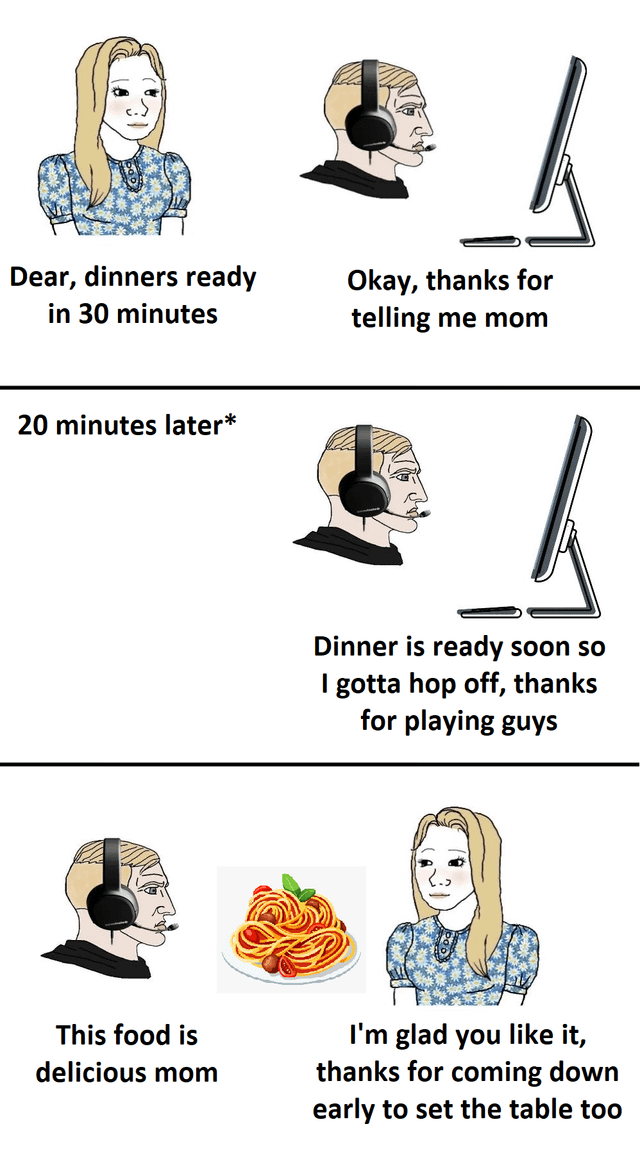 Dear, dinners ready
in 30 minutes
Okay, thanks for
telling me mom
20 minutes later*
Dinner is ready soon so
I gotta hop off, thanks
for playing guys
This food is
delicious mom
I'm glad you like it,
thanks for coming down
early to set the table too